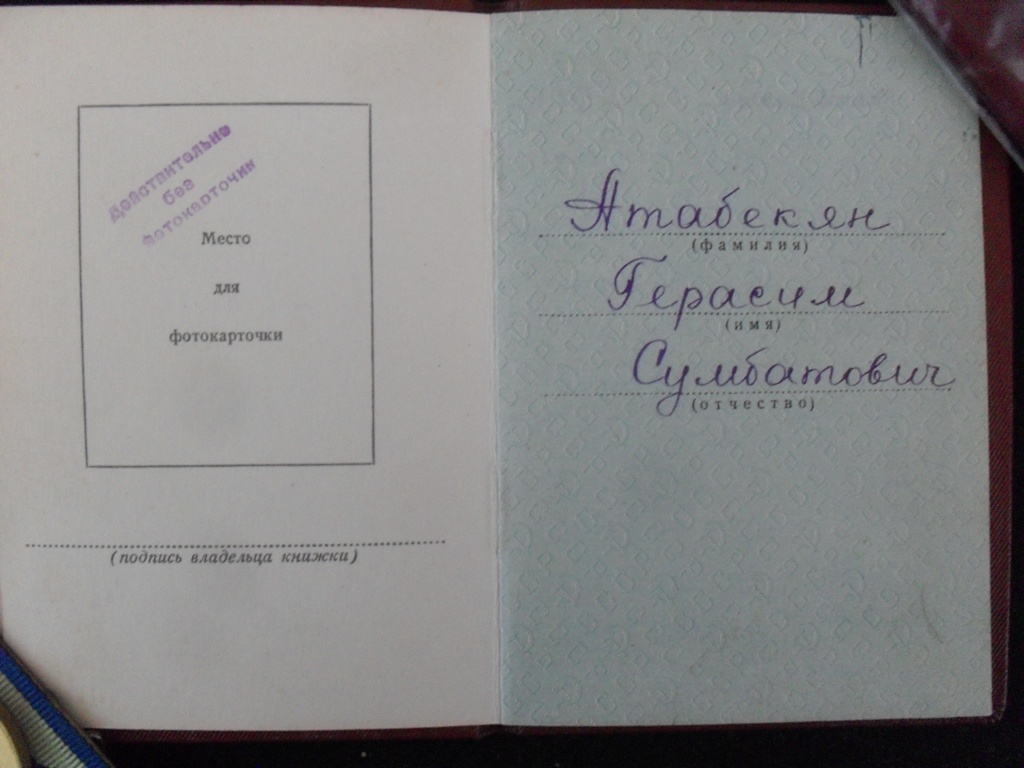 Действительно
без
фотокарточки
Место
для
фотокарточки
(подпись владельца книжки)
Атабекян
(фамилия)
Герасим
(имя)
Сумбатович
(отчество)